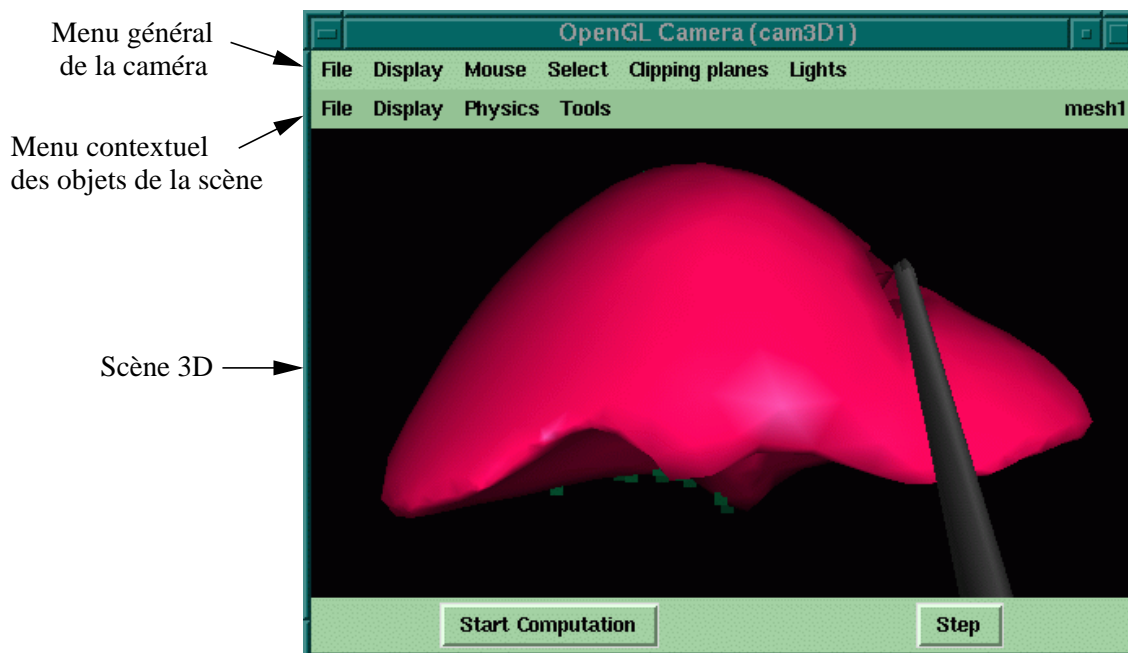 OpenGL Camera (cam3D1)
Menu général
de la caméra
File Display Mouse Select Clipping planes Lights
File Display Physics Tools mesh1
Menu contextuel
des objets de la scène
Scène 3D
Start Computation Step